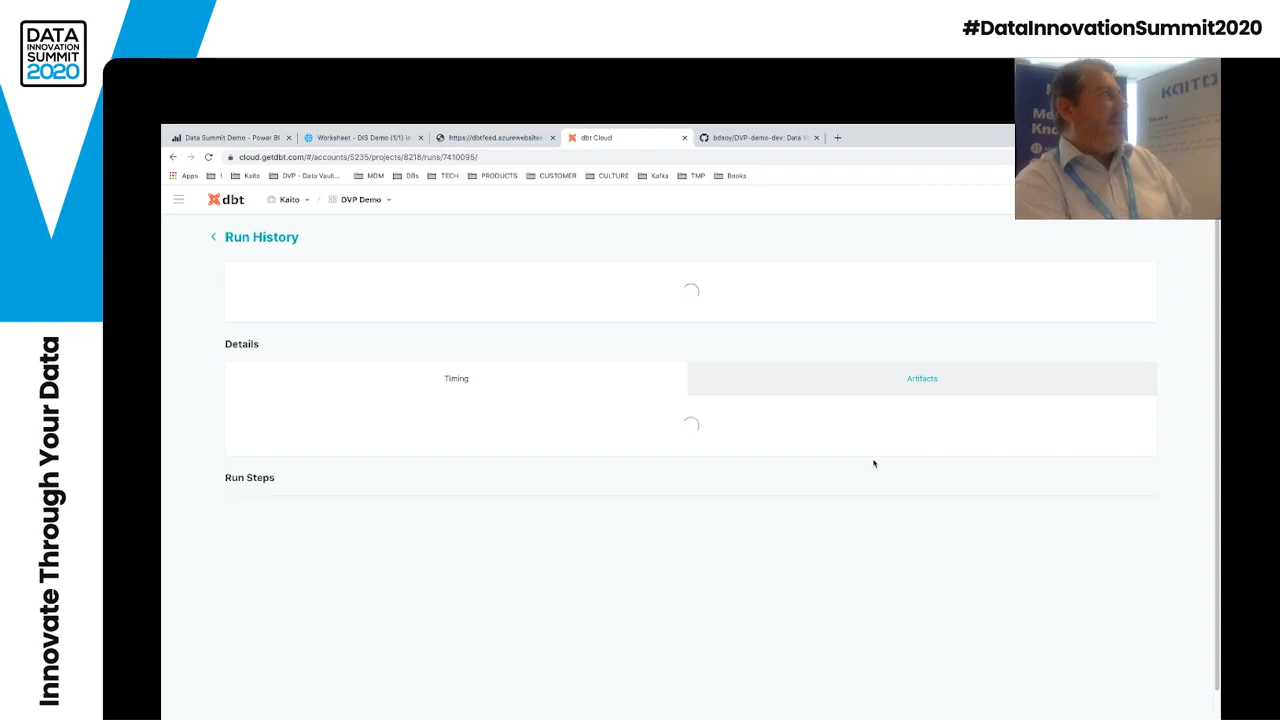 DATA
INNOVATION
SUMMIT
2020
#DataInnovationSummit2020
Innovate Through Your Data
Data Summit Demo - Power BI
Worksheet - DIS Demo (1/1) in
https://dbtfeed.azurewebsites
dbt Cloud
bdsoy/DVP-demo-dev: Data V
cloud.getdbt.com/#/accounts/5235/projects/8218/runs/7410095/
Apps
!
Kaito
DVP - Data Vault...
MDM
DBs
TECH
PRODUCTS
CUSTOMER
CULTURE
Kafka
TMP
Books
dbt
Kaito
/
DVP Demo
Run History
Details
Timing
Artifacts
Run Steps
Me
Kno